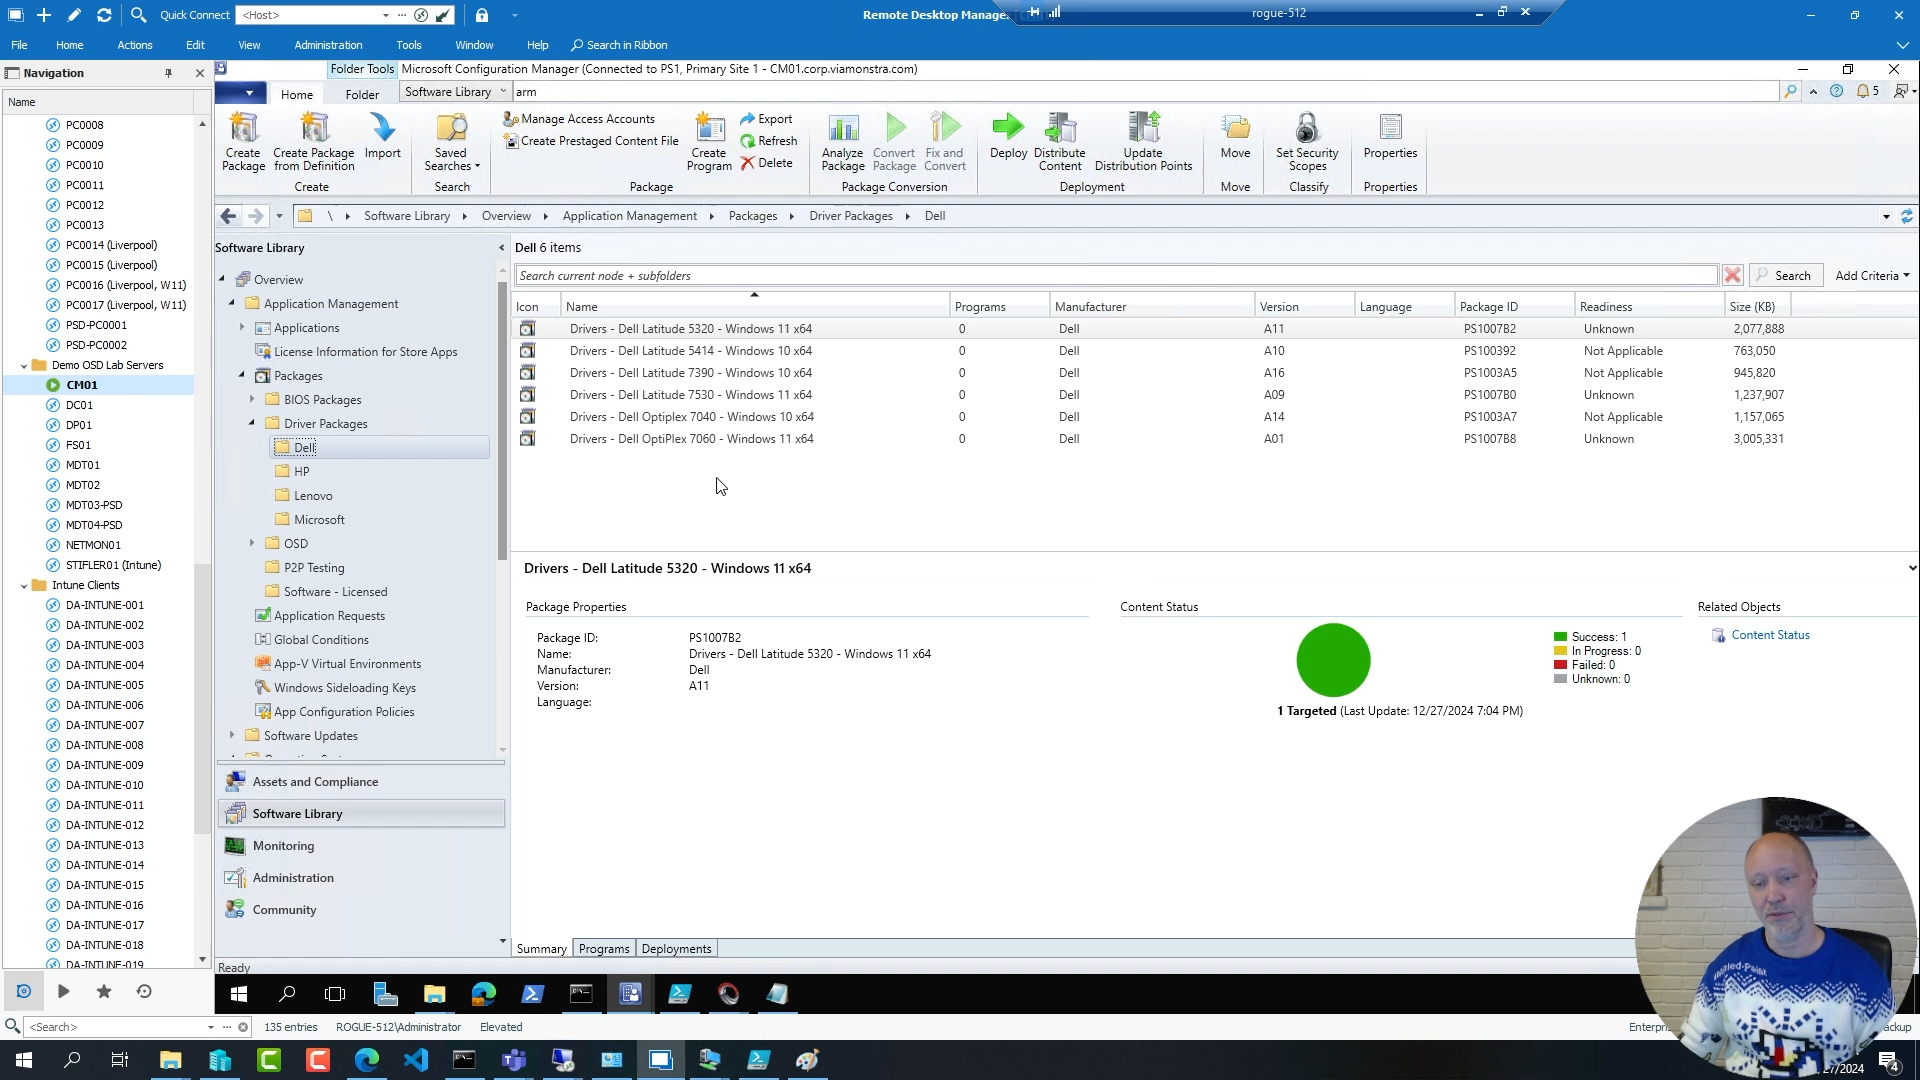 Quick Connect
<Host>
Remote Desktop Manage
rogue-512
File
Home
Actions
Edit
View
Administration
Tools
Window
Help
Search in Ribbon
Navigation
Folder Tools
Microsoft Configuration Manager (Connected to PS1, Primary Site 1 - CM01.corp.viamonstra.com)
Name
Home
Folder
Software Library
arm
5
Create Package
Create Package from Definition
Import
Create
Saved Searches
Search
Manage Access Accounts
Create Prestaged Content File
Create Program
Export
Refresh
Delete
Package
Analyze Package
Convert Package
Fix and Convert
Package Conversion
Deploy
Distribute Content
Update Distribution Points
Deployment
Move
Move
Set Security Scopes
Classify
Properties
Properties
\ Software Library Overview Application Management Packages Driver Packages Dell
PC0008
PC0009
PC0010
PC0011
PC0012
PC0013
PC0014 (Liverpool)
PC0015 (Liverpool)
PC0016 (Liverpool, W11)
PC0017 (Liverpool, W11)
PSD-PC0001
PSD-PC0002
Demo OSD Lab Servers
CM01
DC01
DP01
FS01
MDT01
MDT02
MDT03-PSD
MDT04-PSD
NETMON01
STIFLER01 (Intune)
Intune Clients
DA-INTUNE-001
DA-INTUNE-002
DA-INTUNE-003
DA-INTUNE-004
DA-INTUNE-005
DA-INTUNE-006
DA-INTUNE-007
DA-INTUNE-008
DA-INTUNE-009
DA-INTUNE-010
DA-INTUNE-011
DA-INTUNE-012
DA-INTUNE-013
DA-INTUNE-014
DA-INTUNE-015
DA-INTUNE-016
DA-INTUNE-017
DA-INTUNE-018
DA-INTUNE-019
Software Library
Overview
Application Management
Applications
License Information for Store Apps
Packages
BIOS Packages
Driver Packages
Dell
HP
Lenovo
Microsoft
OSD
P2P Testing
Software - Licensed
Application Requests
Global Conditions
App-V Virtual Environments
Windows Sideloading Keys
App Configuration Policies
Software Updates
Assets and Compliance
Software Library
Monitoring
Administration
Community
Dell 6 items
Search current node + subfolders
Search
Add Criteria
Icon Name Programs Manufacturer Version Language Package ID Readiness Size (KB)
Drivers - Dell Latitude 5320 - Windows 11 x64 0 Dell A11 PS1007B2 Unknown 2,077,888
Drivers - Dell Latitude 5414 - Windows 10 x64 0 Dell A10 PS100392 Not Applicable 763,050
Drivers - Dell Latitude 7390 - Windows 10 x64 0 Dell A16 PS1003A5 Not Applicable 945,820
Drivers - Dell Latitude 7530 - Windows 11 x64 0 Dell A09 PS1007B0 Unknown 1,237,907
Drivers - Dell Optiplex 7040 - Windows 10 x64 0 Dell A14 PS1003A7 Not Applicable 1,157,065
Drivers - Dell OptiPlex 7060 - Windows 11 x64 0 Dell A01 PS1007B8 Unknown 3,005,331
Drivers - Dell Latitude 5320 - Windows 11 x64
Package Properties
Package ID: PS1007B2
Name: Drivers - Dell Latitude 5320 - Windows 11 x64
Manufacturer: Dell
Version: A11
Language:
Content Status
Success: 1
In Progress: 0
Failed: 0
Unknown: 0
1 Targeted (Last Update: 12/27/2024 7:04 PM)
Related Objects
Content Status
Summary
Programs
Deployments
Ready
<Search>
135 entries
ROGUE-512\Administrator
Elevated
Enterpri
ackup
27/2024
4